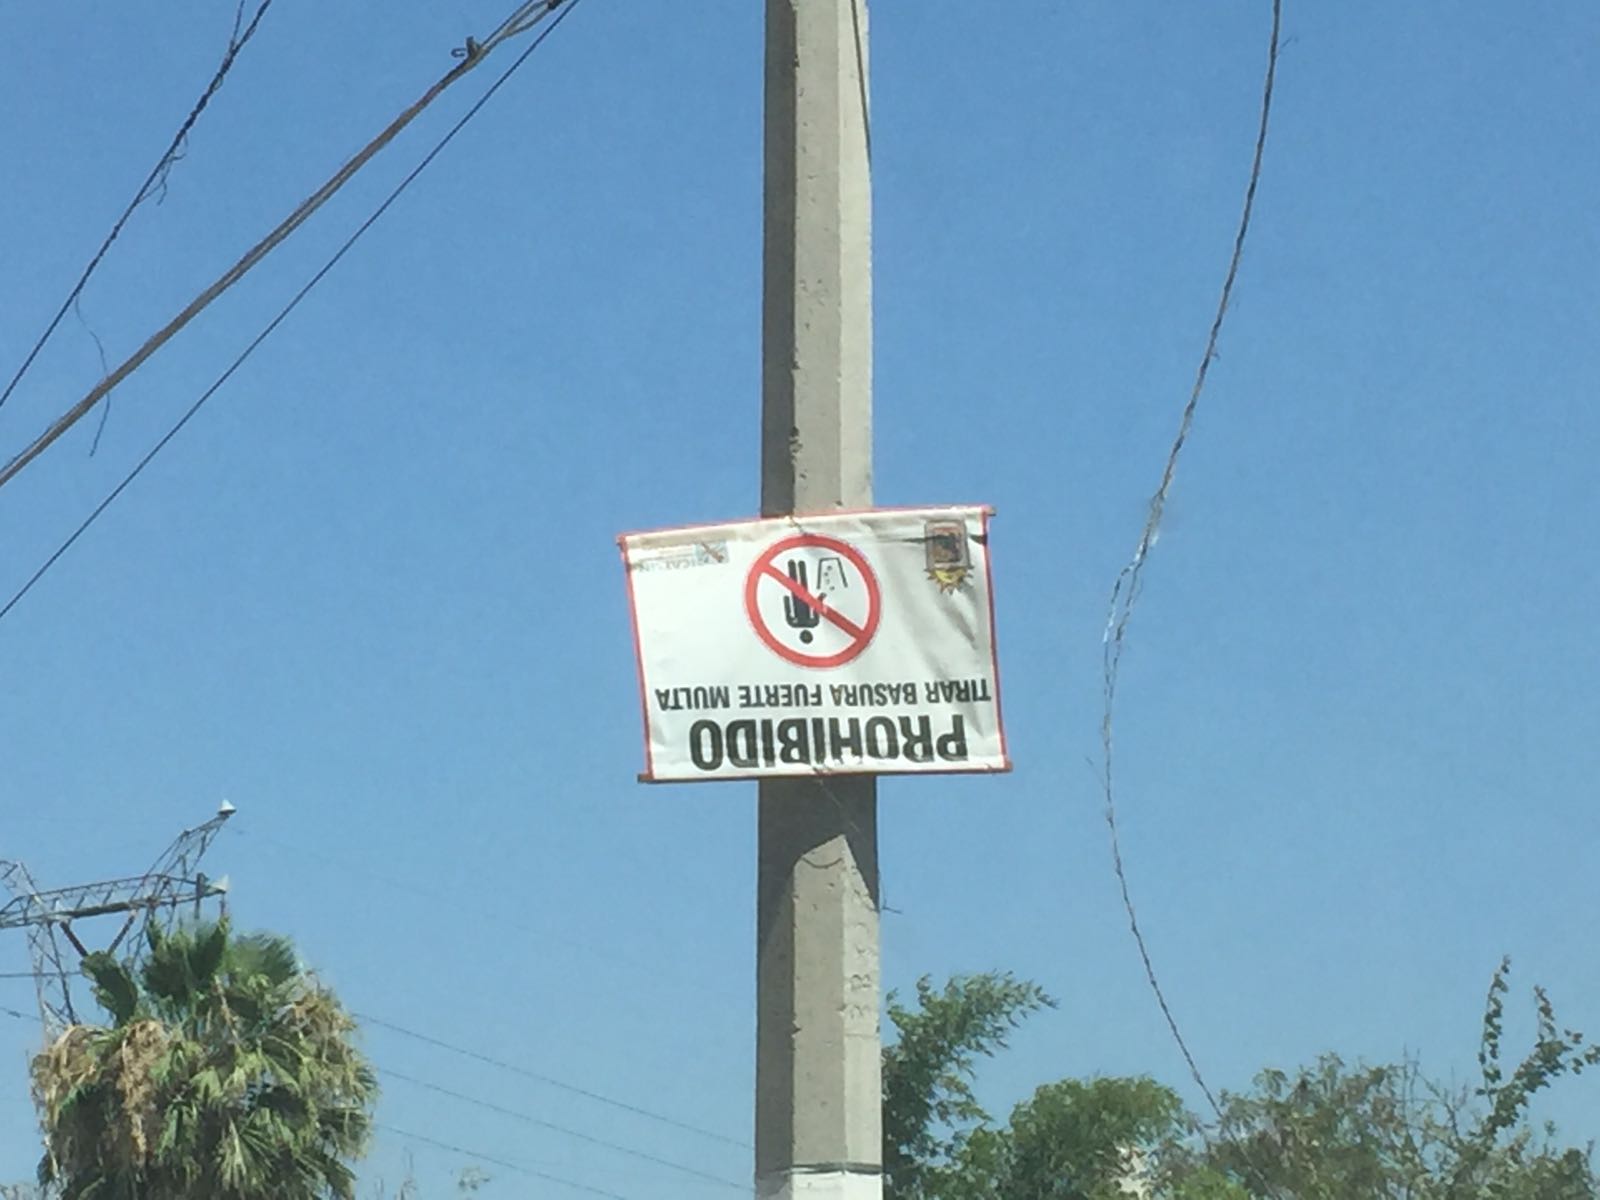 PROHIBIDO
TIRAR BASURA FUERTE MULTA